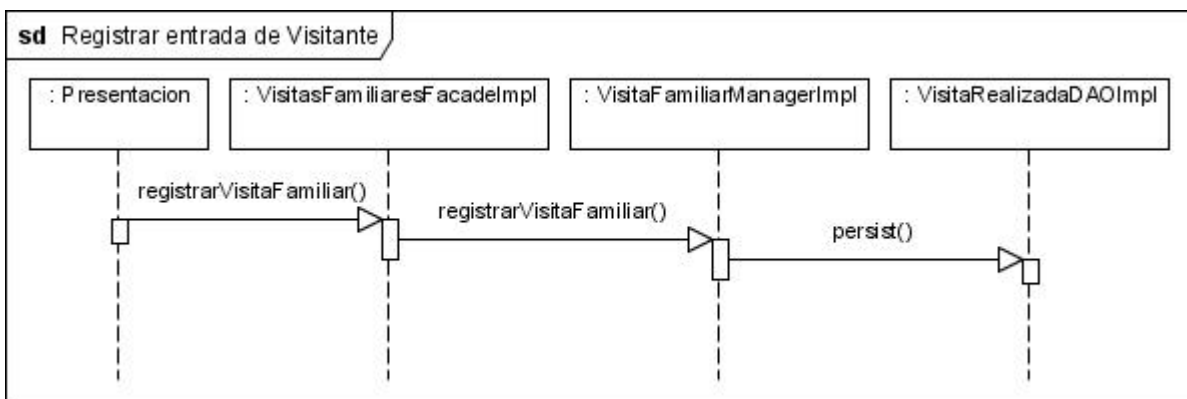 sd Registrar entrada de Visitante
: Presentacion
: VisitasFamiliaresFacadeImpl
: VisitaFamiliarManagerImpl
: VisitaRealizadaDAOImpl
registrarVisitaFamiliar()
registrarVisitaFamiliar()
persist()